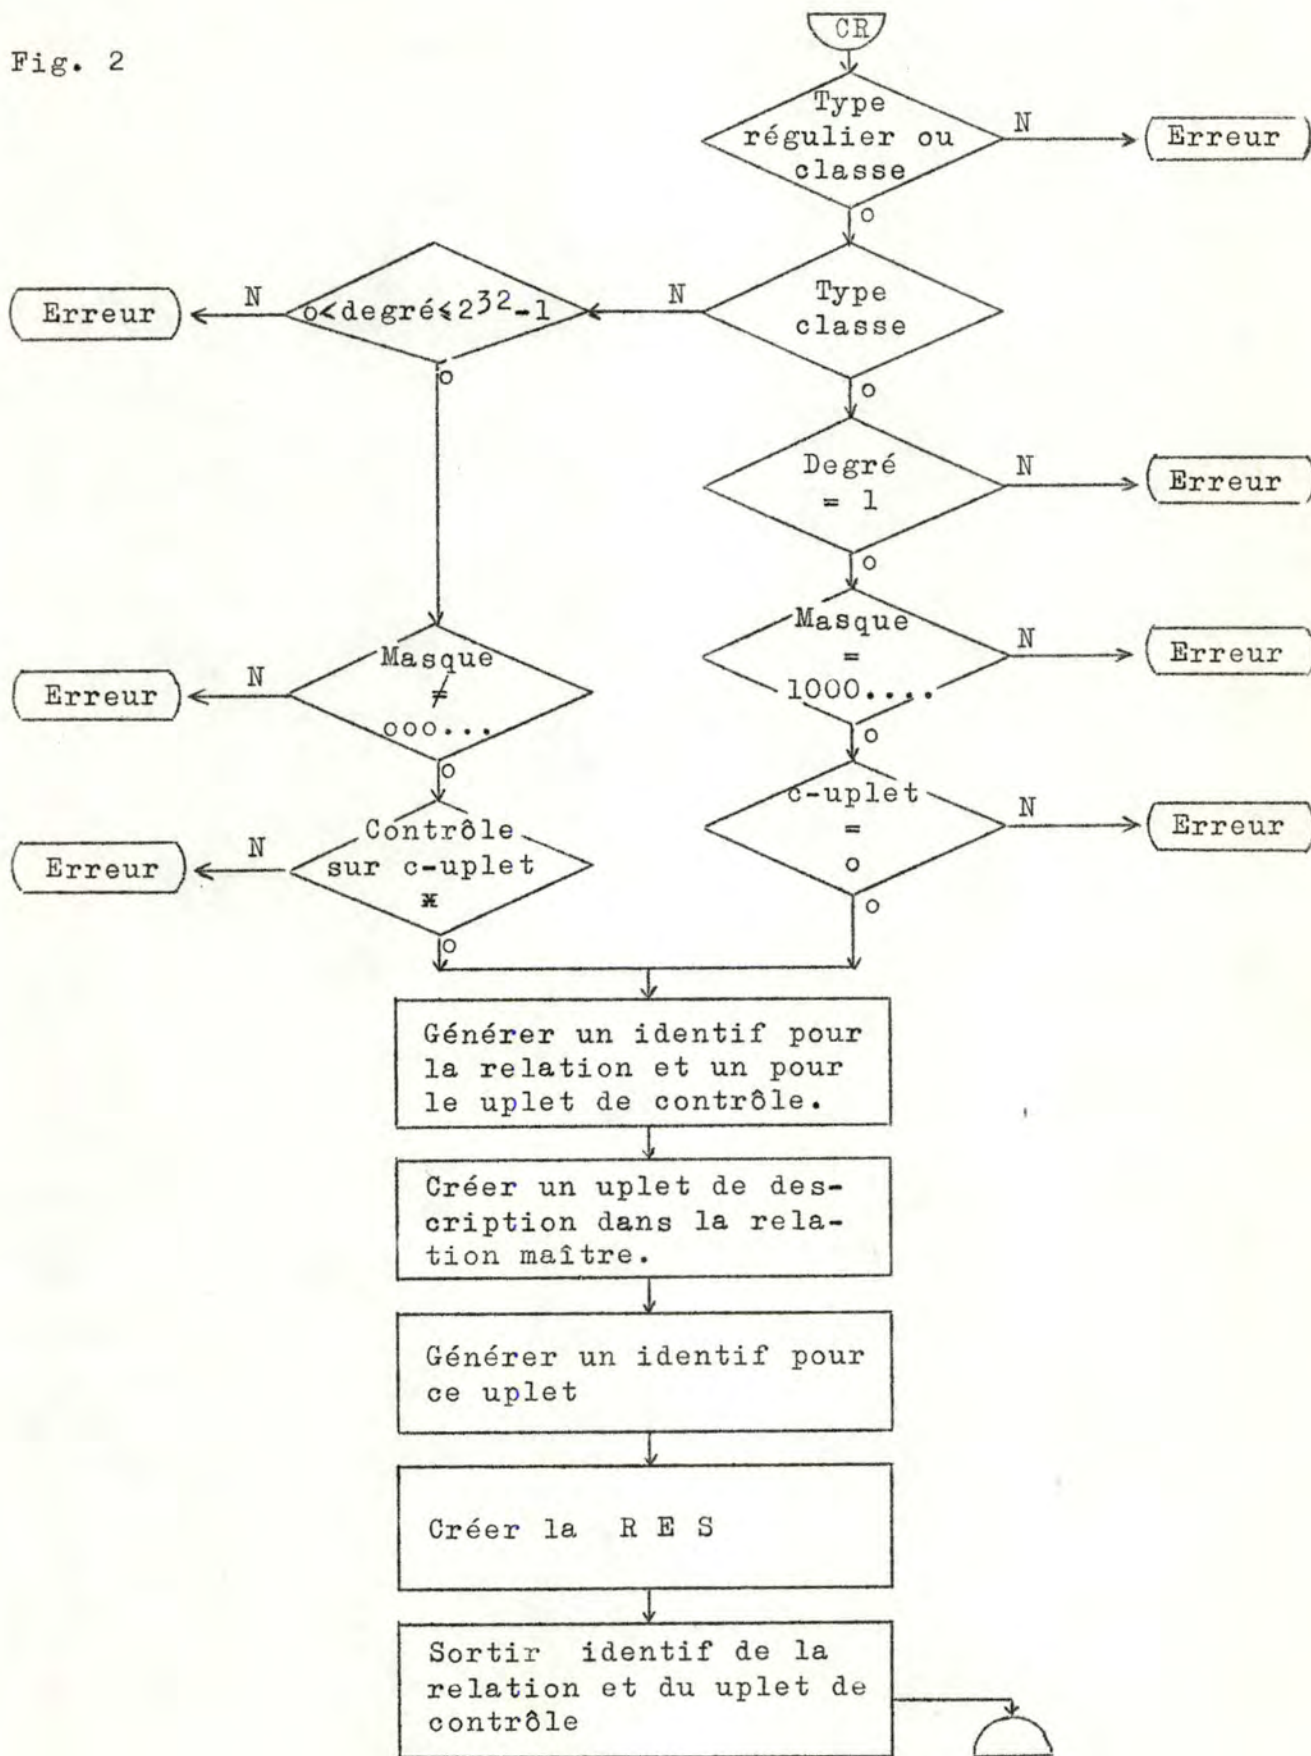 Fig. 2
CR
Type
régulier ou
classe
N
Erreur
o
Type
classe
N
o<degré≤2³²-1
N
Erreur
o
o
Degré
= 1
N
Erreur
o
Masque
=
1000....
N
Erreur
o
Masque
≠
ooo...
N
Erreur
o
c-uplet
=
o
N
Erreur
o
Contrôle
sur c-uplet
*
N
Erreur
o
Générer un identif pour
la relation et un pour
le uplet de contrôle.
Créer un uplet de des-
cription dans la rela-
tion maître.
Générer un identif pour
ce uplet
Créer la R E S
Sortir identif de la
relation et du uplet de
contrôle